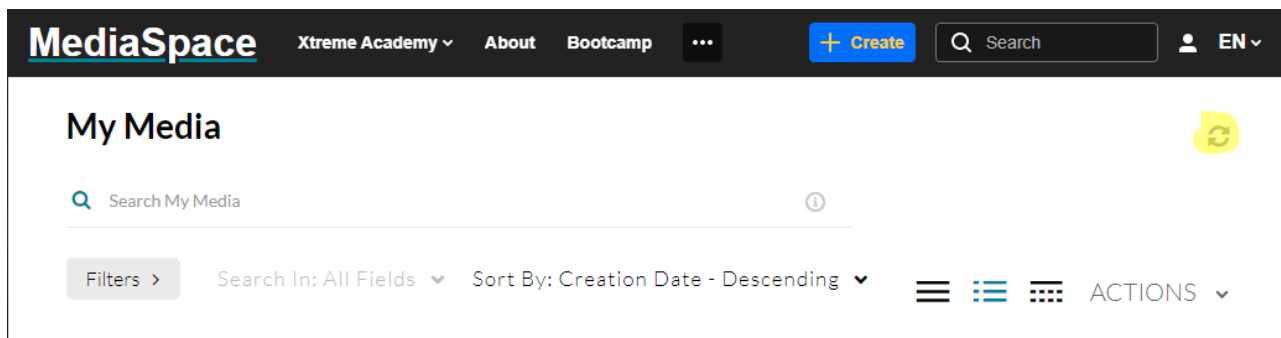 MediaSpace Xtreme Academy About Bootcamp ••• + Create Search EN
My Media
Search My Media
Filters > Search In: All Fields Sort By: Creation Date - Descending ACTIONS